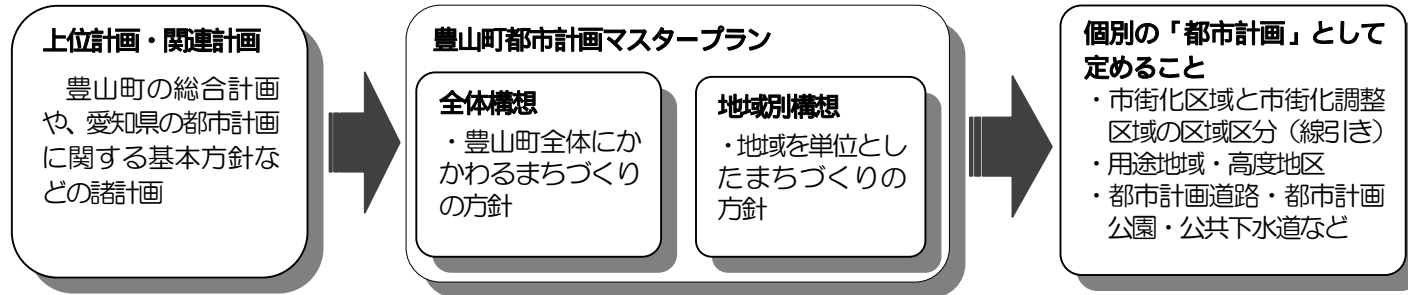 上位計画・関連計画
豊山町の総合計画
や、愛知県の都市計画
に関する基本方針な
どの諸計画
豊山町都市計画マスタープラン
全体構想
・豊山町全体にか
かわるまちづくり
の方針
地域別構想
・地域を単位とし
たまちづくりの
方針
個別の「都市計画」として
定めること
・市街化区域と市街化調整
区域の区域区分（線引き）
・用途地域・高度地区
・都市計画道路・都市計画
公園・公共下水道など